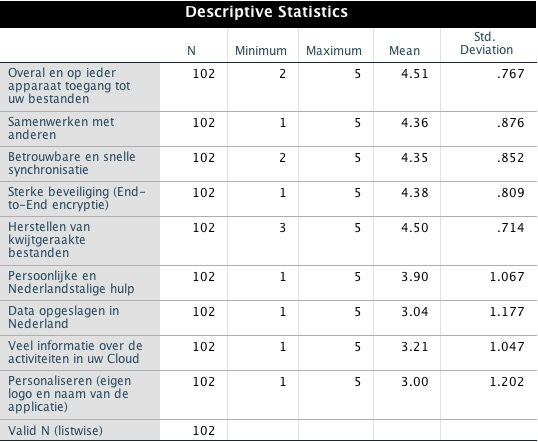 Descriptive Statistics
N Minimum Maximum Mean Std. Deviation
Overal en op ieder
apparaat toegang tot
uw bestanden 102 2 5 4.51 .767
Samenwerken met
anderen 102 1 5 4.36 .876
Betrouwbare en snelle
synchronisatie 102 2 5 4.35 .852
Sterke beveiliging (End-
to-End encryptie) 102 1 5 4.38 .809
Herstellen van
kwijtgeraakte
bestanden 102 3 5 4.50 .714
Persoonlijke en
Nederlandstalige hulp 102 1 5 3.90 1.067
Data opgeslagen in
Nederland 102 1 5 3.04 1.177
Veel informatie over de
activiteiten in uw Cloud 102 1 5 3.21 1.047
Personaliseren (eigen
logo en naam van de
applicatie) 102 1 5 3.00 1.202
Valid N (listwise) 102